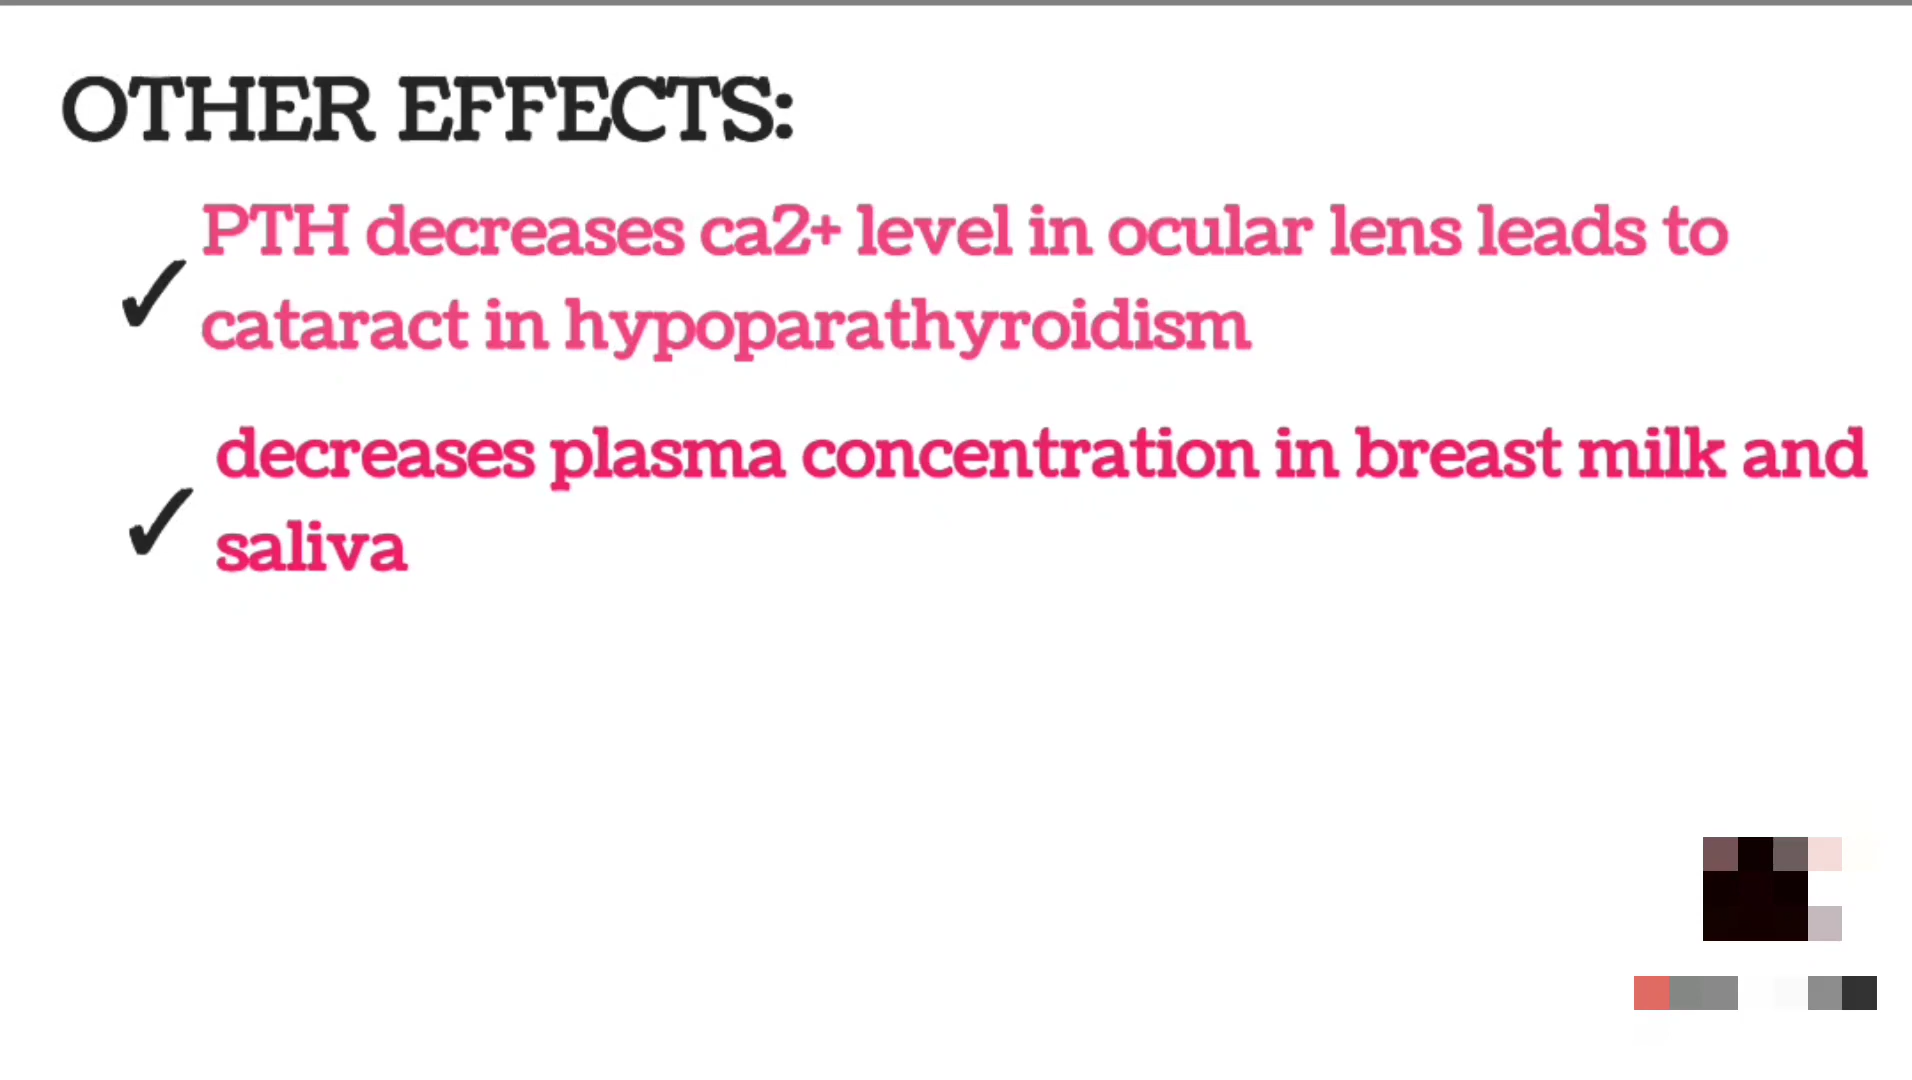 OTHER EFFECTS:
✓ PTH decreases ca2+ level in ocular lens leads to
cataract in hypoparathyroidism
✓ decreases plasma concentration in breast milk and
saliva